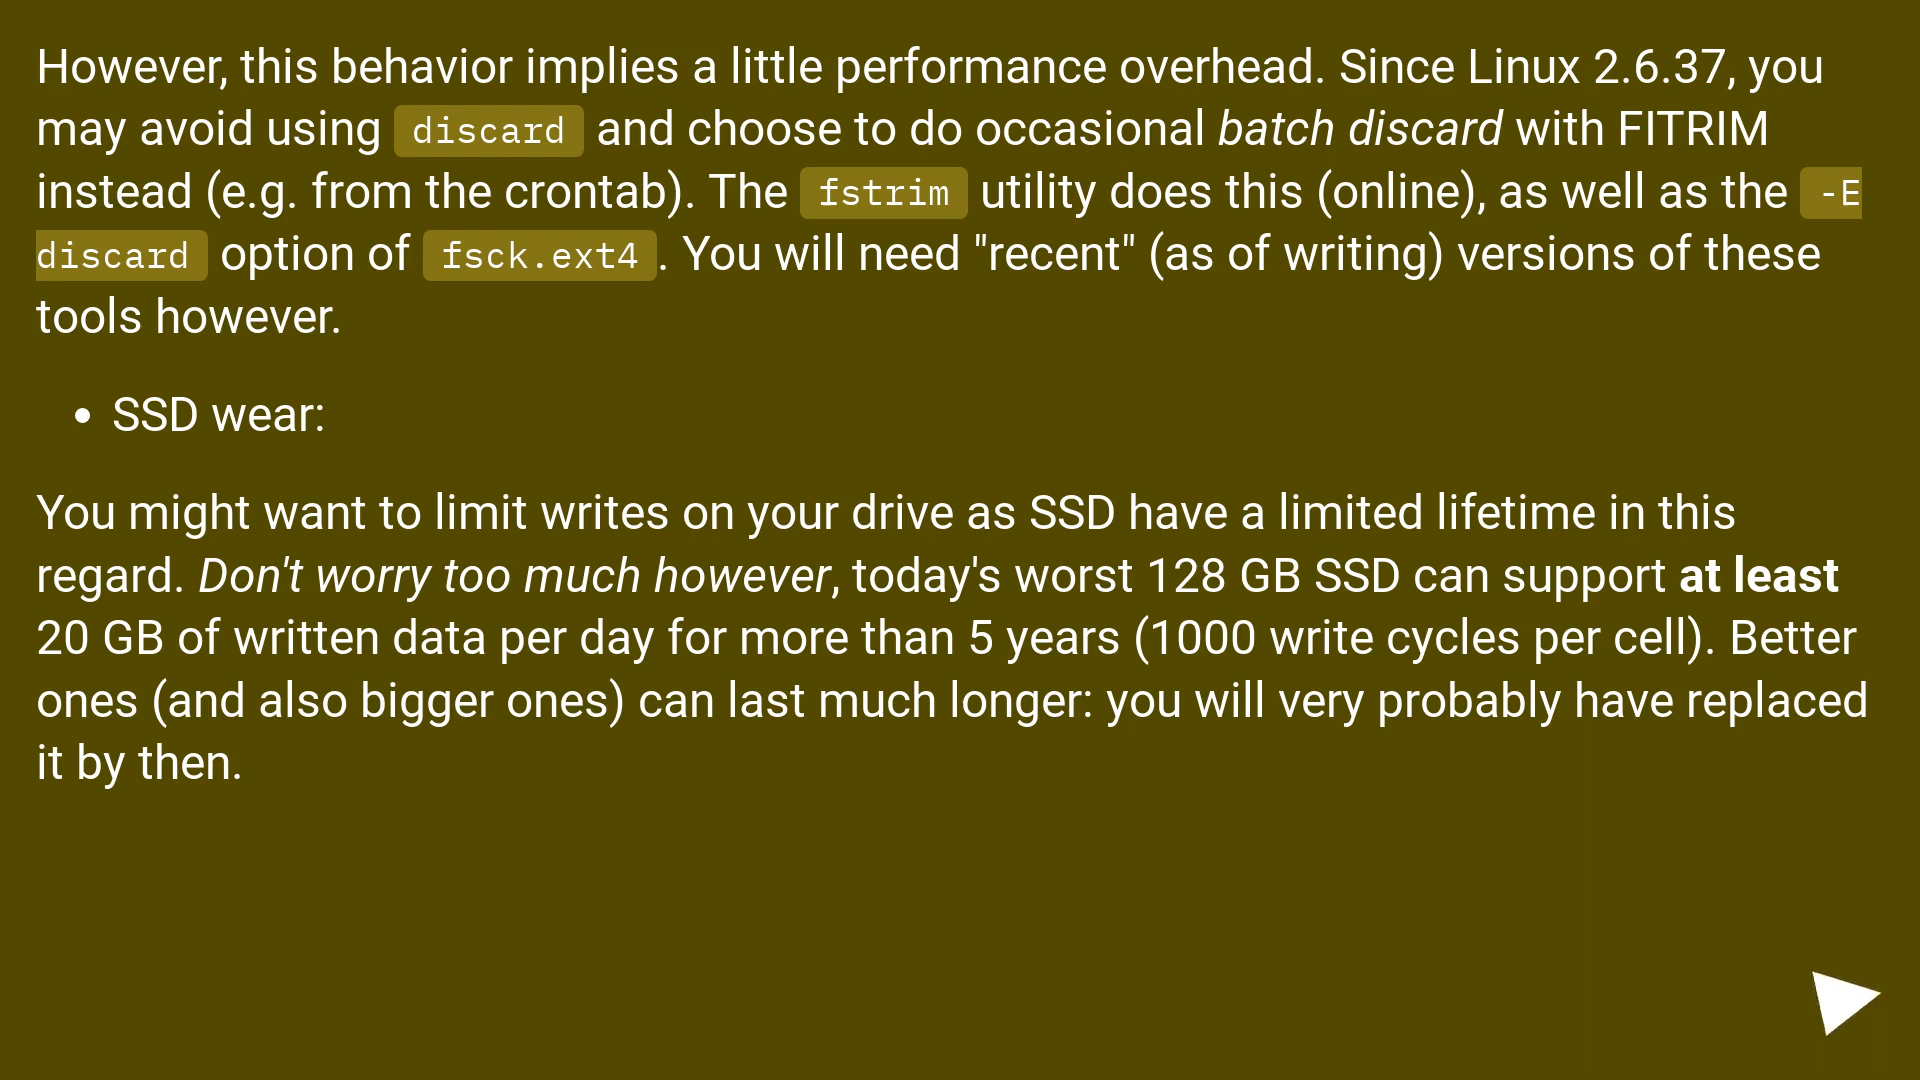 However, this behavior implies a little performance overhead. Since Linux 2.6.37, you
may avoid using discard and choose to do occasional batch discard with FITRIM
instead (e.g. from the crontab). The fstrim utility does this (online), as well as the -E
discard option of fsck.ext4. You will need "recent" (as of writing) versions of these
tools however.
• SSD wear:
You might want to limit writes on your drive as SSD have a limited lifetime in this
regard. Don't worry too much however, today's worst 128 GB SSD can support at least
20 GB of written data per day for more than 5 years (1000 write cycles per cell). Better
ones (and also bigger ones) can last much longer: you will very probably have replaced
it by then.